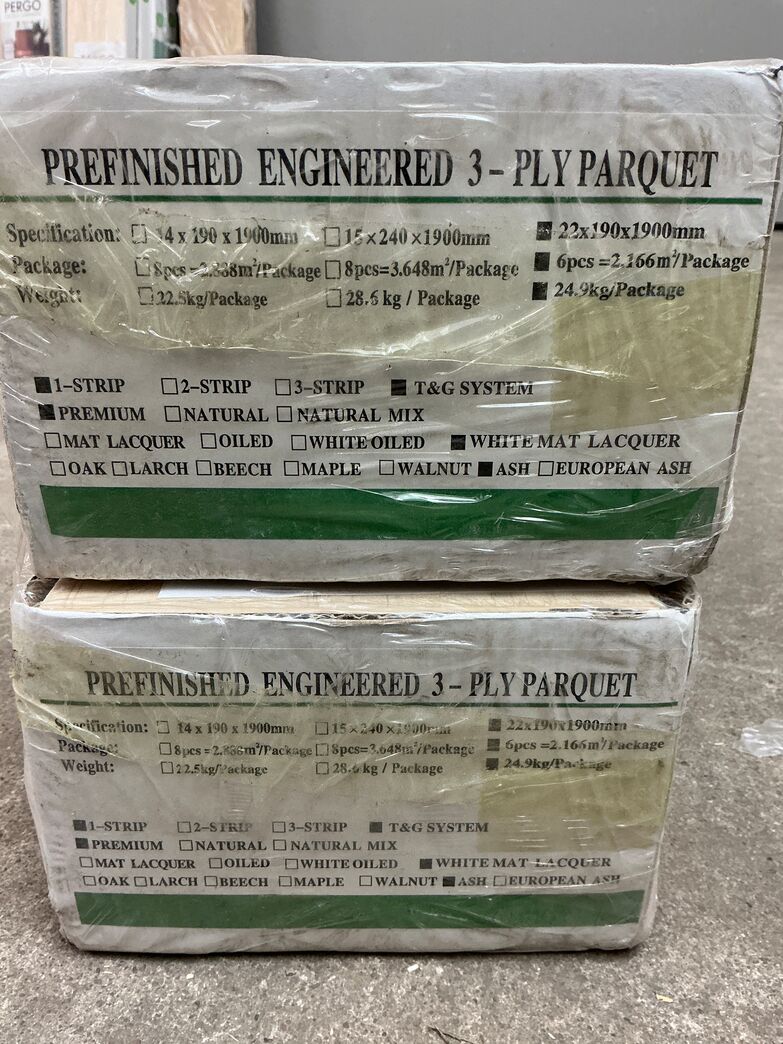 PERGO
PREFINISHED ENGINEERED 3 - PLY PARQUET
Specification: ☐ 14 x 190 x 1900mm ☐ 15×240×1900mm ■ 22x190x1900mm
Package: ☐ 8pcs =2.888m²/Package ☐ 8pcs=3.648m²/Package ■ 6pcs =2.166m²/Package
Weight: ☐ 22.5kg/Package ☐ 28.6 kg / Package ■ 24.9kg/Package
■ 1-STRIP ☐ 2-STRIP ☐ 3-STRIP ■ T&G SYSTEM
■ PREMIUM ☐ NATURAL ☐ NATURAL MIX
☐ MAT LACQUER ☐ OILED ☐ WHITE OILED ■ WHITE MAT LACQUER
☐ OAK ☐ LARCH ☐ BEECH ☐ MAPLE ☐ WALNUT ■ ASH ☐ EUROPEAN ASH
PREFINISHED ENGINEERED 3 - PLY PARQUET
Specification: ☐ 14 x 190 x 1900mm ☐ 15×240×1900mm ■ 22x190x1900mm
Package: ☐ 8pcs =2.888m²/Package ☐ 8pcs=3.648m²/Package ■ 6pcs =2.166m²/Package
Weight: ☐ 22.5kg/Package ☐ 28.6 kg / Package ■ 24.9kg/Package
■ 1-STRIP ☐ 2-STRIP ☐ 3-STRIP ■ T&G SYSTEM
■ PREMIUM ☐ NATURAL ☐ NATURAL MIX
☐ MAT LACQUER ☐ OILED ☐ WHITE OILED ■ WHITE MAT LACQUER
☐ OAK ☐ LARCH ☐ BEECH ☐ MAPLE ☐ WALNUT ■ ASH ☐ EUROPEAN ASH